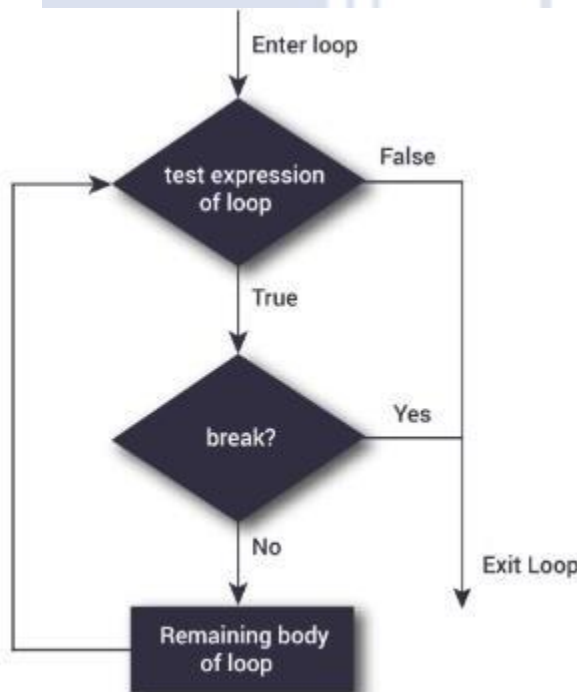 Enter loop
test expression
of loop
False
True
break?
Yes
No
Exit Loop
Remaining body
of loop